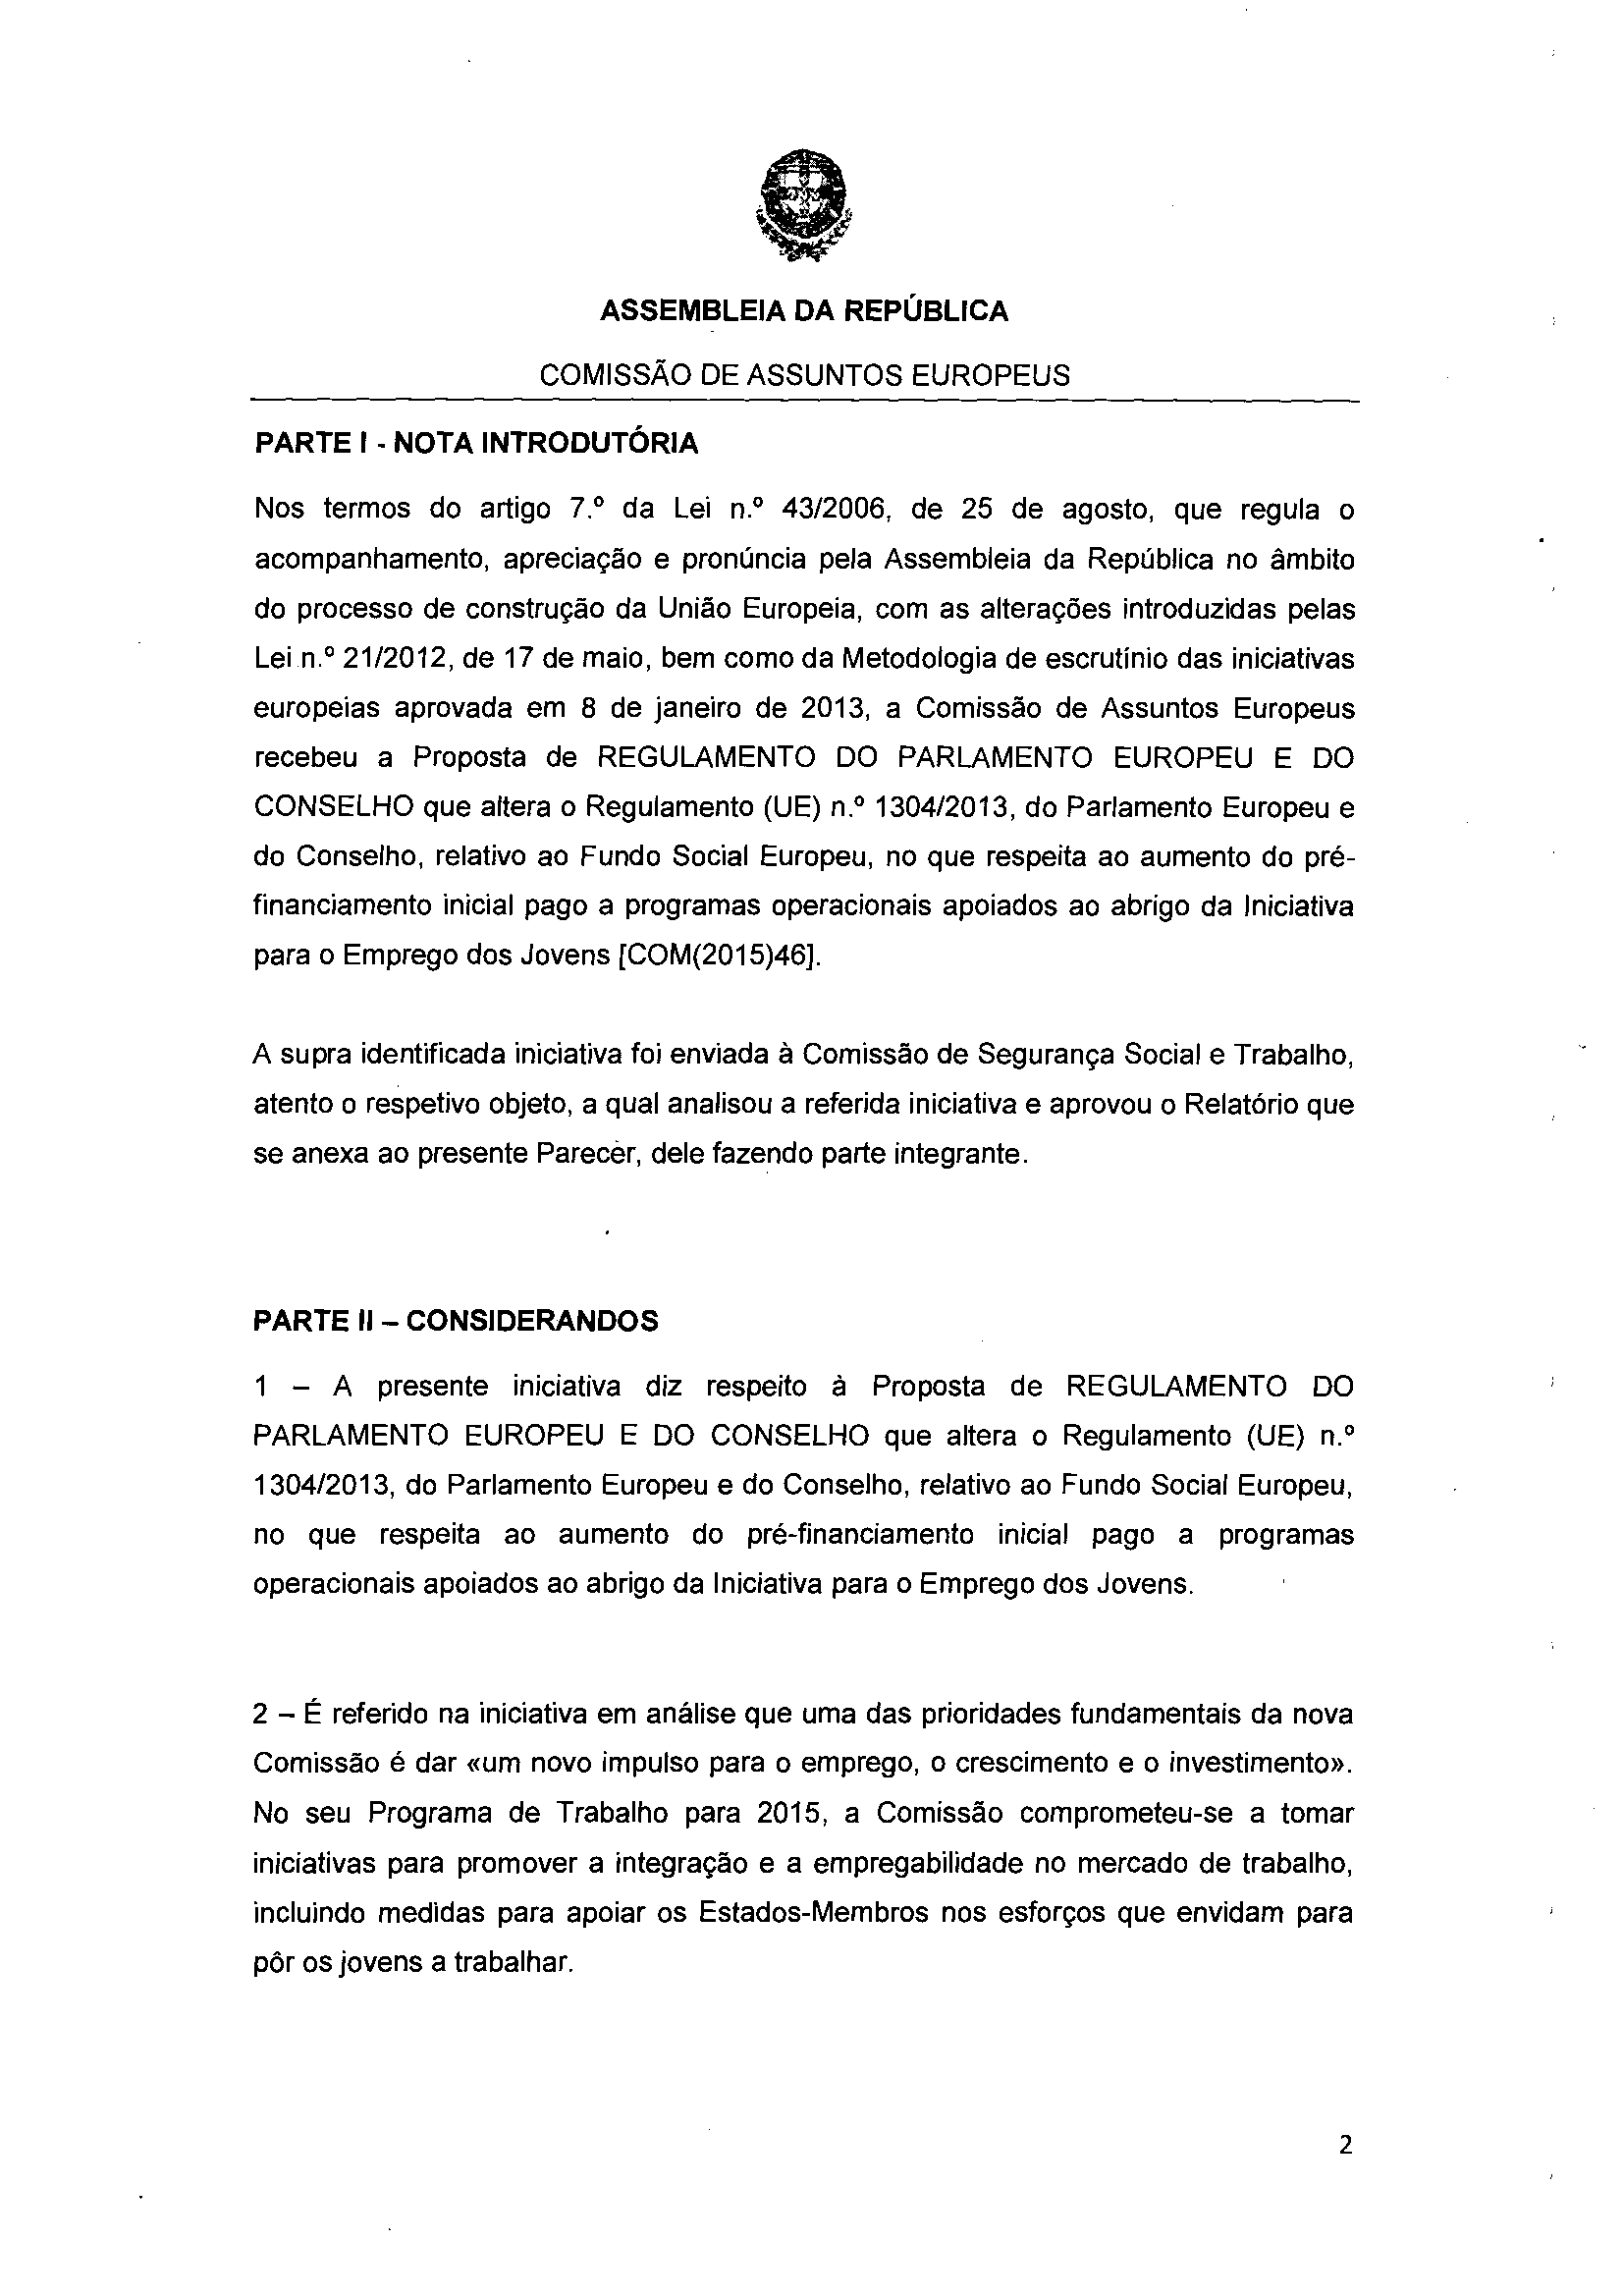 ASSEMBLEIA DA REPÚBLICA
COMISSÃO DE ASSUNTOS EUROPEUS
PARTE I - NOTA INTRODUTÓRIA
Nos termos do artigo 7.º da Lei n.º 43/2006, de 25 de agosto, que regula o
acompanhamento, apreciação e pronúncia pela Assembleia da República no âmbito
do processo de construção da União Europeia, com as alterações introduzidas pelas
Lei n.º 21/2012, de 17 de maio, bem como da Metodologia de escrutínio das iniciativas
europeias aprovada em 8 de janeiro de 2013, a Comissão de Assuntos Europeus
recebeu a Proposta de REGULAMENTO DO PARLAMENTO EUROPEU E DO
CONSELHO que altera o Regulamento (UE) n.º 1304/2013, do Parlamento Europeu e
do Conselho, relativo ao Fundo Social Europeu, no que respeita ao aumento do pré-
financiamento inicial pago a programas operacionais apoiados ao abrigo da Iniciativa
para o Emprego dos Jovens [COM(2015)46].
A supra identificada iniciativa foi enviada à Comissão de Segurança Social e Trabalho,
atento o respetivo objeto, a qual analisou a referida iniciativa e aprovou o Relatório que
se anexa ao presente Parecer, dele fazendo parte integrante.
PARTE II – CONSIDERANDOS
1 – A presente iniciativa diz respeito à Proposta de REGULAMENTO DO
PARLAMENTO EUROPEU E DO CONSELHO que altera o Regulamento (UE) n.º
1304/2013, do Parlamento Europeu e do Conselho, relativo ao Fundo Social Europeu,
no que respeita ao aumento do pré-financiamento inicial pago a programas
operacionais apoiados ao abrigo da Iniciativa para o Emprego dos Jovens.
2 – É referido na iniciativa em análise que uma das prioridades fundamentais da nova
Comissão é dar «um novo impulso para o emprego, o crescimento e o investimento».
No seu Programa de Trabalho para 2015, a Comissão comprometeu-se a tomar
iniciativas para promover a integração e a empregabilidade no mercado de trabalho,
incluindo medidas para apoiar os Estados-Membros nos esforços que envidam para
pôr os jovens a trabalhar.
2